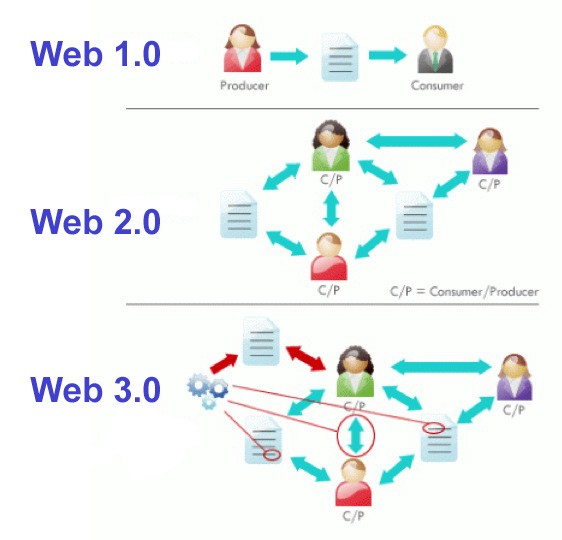 Web 1.0
Producer
Consumer
Web 2.0
C/P
C/P
C/P
C/P = Consumer/Producer
Web 3.0
C/P
C/P
C/P